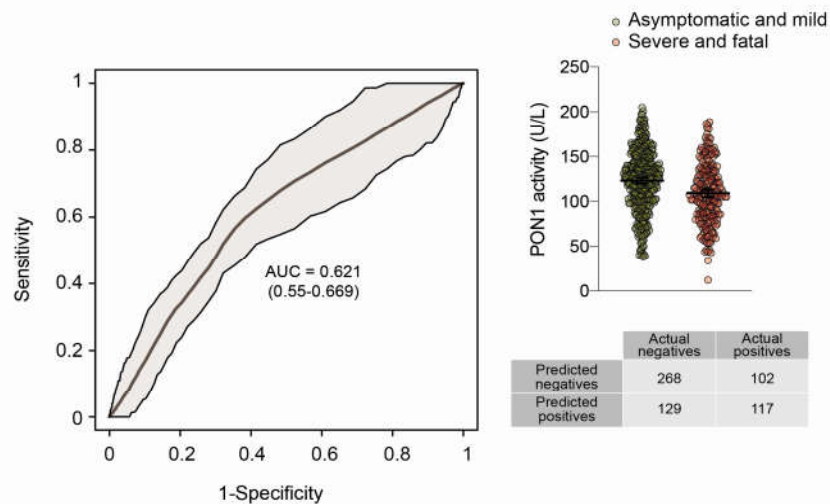 Asymptomatic and mild
Severe and fatal
1
0.8
0.6
0.4
0.2
0
Sensitivity
AUC = 0.621
(0.55-0.669)
0 0.2 0.4 0.6 0.8 1
1-Specificity
250
200
150
100
50
0
PON1 activity (U/L)
Actual negatives
Actual positives
Predicted negatives
268 102
Predicted positives
129 117